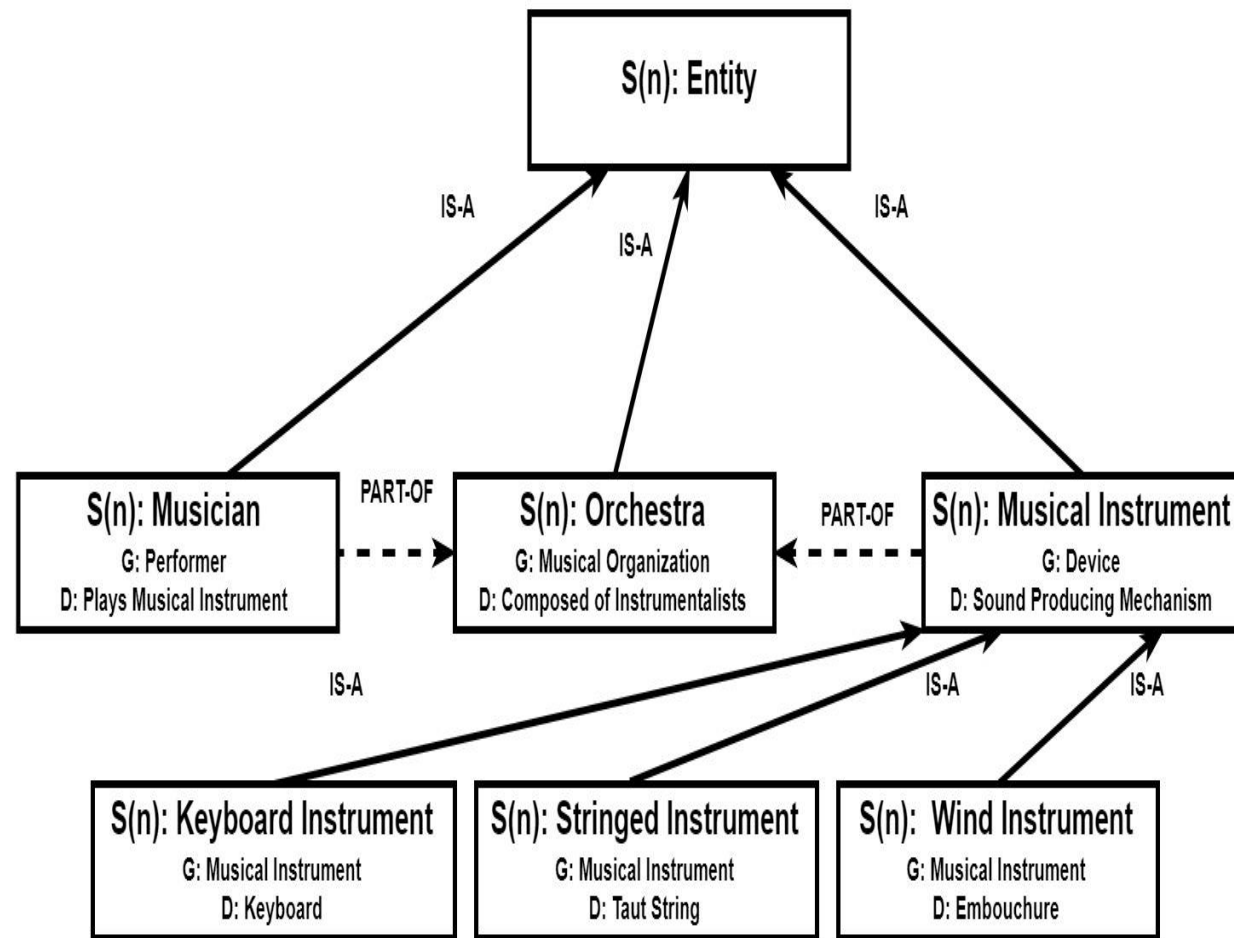 S(n): Entity
IS-A
IS-A
IS-A
S(n): Musician
G: Performer
D: Plays Musical Instrument
PART-OF
S(n): Orchestra
G: Musical Organization
D: Composed of Instrumentalists
PART-OF
S(n): Musical Instrument
G: Device
D: Sound Producing Mechanism
IS-A
IS-A
IS-A
S(n): Keyboard Instrument
G: Musical Instrument
D: Keyboard
S(n): Stringed Instrument
G: Musical Instrument
D: Taut String
S(n): Wind Instrument
G: Musical Instrument
D: Embouchure